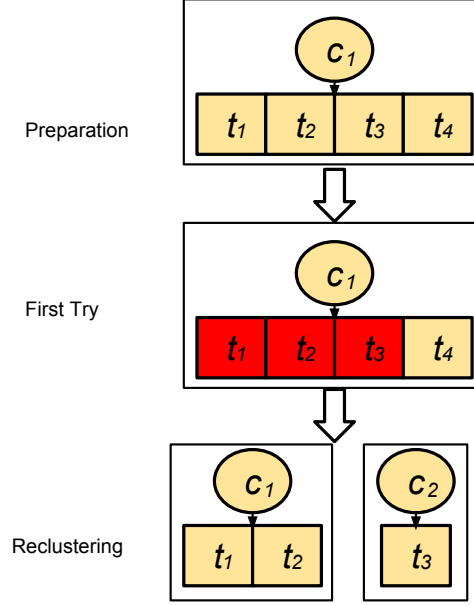 c1
Preparation
t1 t2 t3 t4
c1
First Try
t1 t2 t3 t4
c1 c2
Reclustering
t1 t2 t3